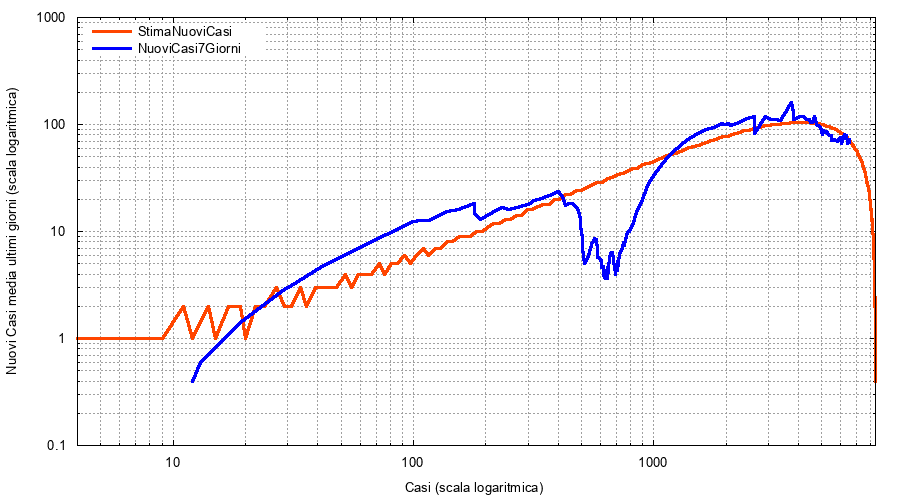 1000
StimaNuoviCasi
NuoviCasi7Giorni
100
10
1
0.1
Nuovi Casi media ultimi giorni (scala logaritmica)
10
100
1000
Casi (scala logaritmica)